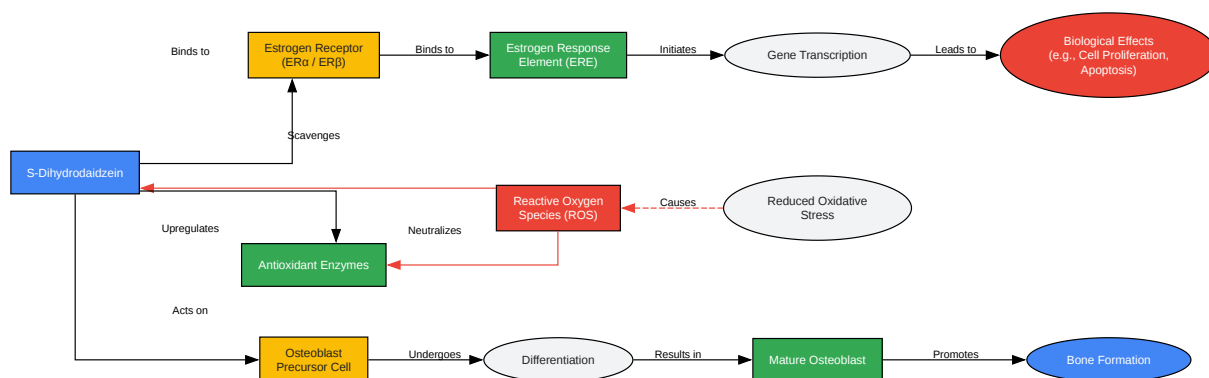 Binds to
Estrogen Receptor
(ERα / ERβ)
Binds to
Estrogen Response
Element (ERE)
Initiates
Gene Transcription
Leads to
Biological Effects
(e.g., Cell Proliferation,
Apoptosis)
Scavenges
S-Dihydrodaidzein
Reactive Oxygen
Species (ROS)
Causes
Reduced Oxidative
Stress
Upregulates
Neutralizes
Antioxidant Enzymes
Acts on
Osteoblast
Precursor Cell
Undergoes
Differentiation
Results in
Mature Osteoblast
Promotes
Bone Formation